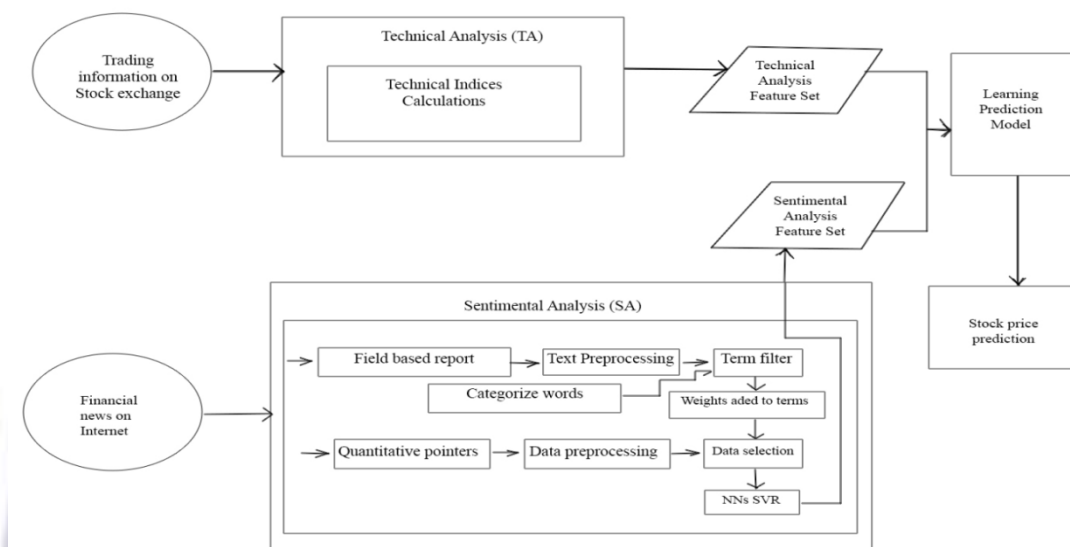 Trading
information on
Stock exchange
Technical Analysis (TA)
Technical Indices
Calculations
Technical
Analysis
Feature Set
Learning
Prediction
Model
Sentimental
Analysis
Feature Set
Stock price
prediction
Financial
news on
Internet
Sentimental Analysis (SA)
Field based report
Text Preprocessing
Term filter
Categorize words
Weights aded to terms
Quantitative pointers
Data preprocessing
Data selection
NNs SVR